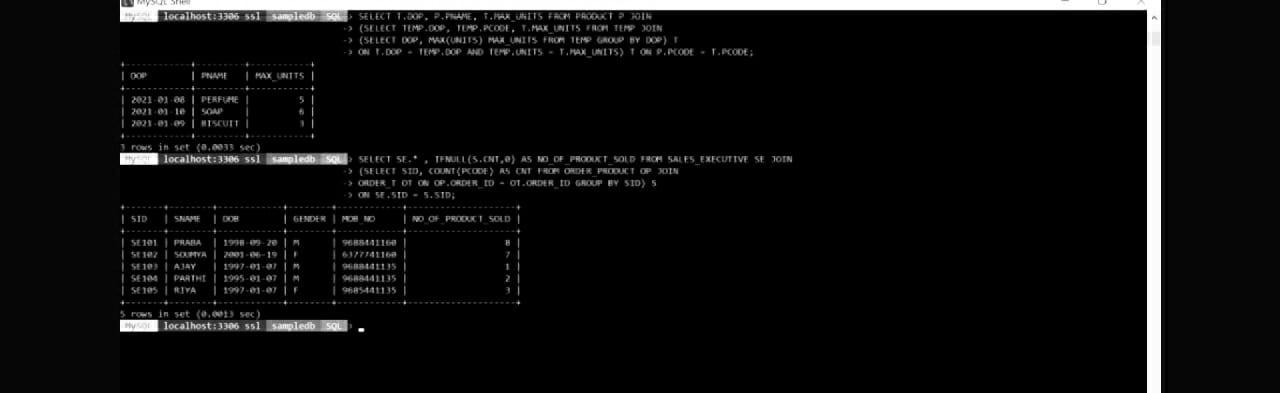 MySQL Shell
MySQL localhost:3306 ssl sampledb SQL > SELECT T.DOP, P.PNAME, T.MAX_UNITS FROM PRODUCT P JOIN
-> (SELECT TEMP.DOP, TEMP.PCODE, T.MAX_UNITS FROM TEMP JOIN
-> (SELECT DOP, MAX(UNITS) MAX_UNITS FROM TEMP GROUP BY DOP) T
-> ON T.DOP = TEMP.DOP AND TEMP.UNITS = T.MAX_UNITS) T ON P.PCODE = T.PCODE;
+------------+---------+-----------+
| DOP | PNAME | MAX_UNITS |
+------------+---------+-----------+
| 2021-01-08 | PERFUME | 5 |
| 2021-01-10 | SOAP | 6 |
| 2021-01-09 | BISCUIT | 3 |
+------------+---------+-----------+
3 rows in set (0.0033 sec)
MySQL localhost:3306 ssl sampledb SQL > SELECT SE.* , IFNULL(S.CNT,0) AS NO_OF_PRODUCT_SOLD FROM SALES_EXECUTIVE SE JOIN
-> (SELECT SID, COUNT(PCODE) AS CNT FROM ORDER_PRODUCT OP JOIN
-> ORDER_T OT ON OP.ORDER_ID = OT.ORDER_ID GROUP BY SID) S
-> ON SE.SID = S.SID;
+-------+--------+------------+--------+------------+--------------------+
| SID | SNAME | DOB | GENDER | MOB_NO | NO_OF_PRODUCT_SOLD |
+-------+--------+------------+--------+------------+--------------------+
| SE101 | PRABA | 1998-09-20 | M | 9688441160 | 8 |
| SE102 | SOUMYA | 2001-06-19 | F | 6377741160 | 7 |
| SE103 | AJAY | 1997-01-07 | M | 9688441135 | 1 |
| SE104 | PARTHI | 1995-01-07 | M | 9688441135 | 2 |
| SE105 | RIYA | 1997-01-07 | F | 9685441135 | 3 |
+-------+--------+------------+--------+------------+--------------------+
5 rows in set (0.0013 sec)
MySQL localhost:3306 ssl sampledb SQL >